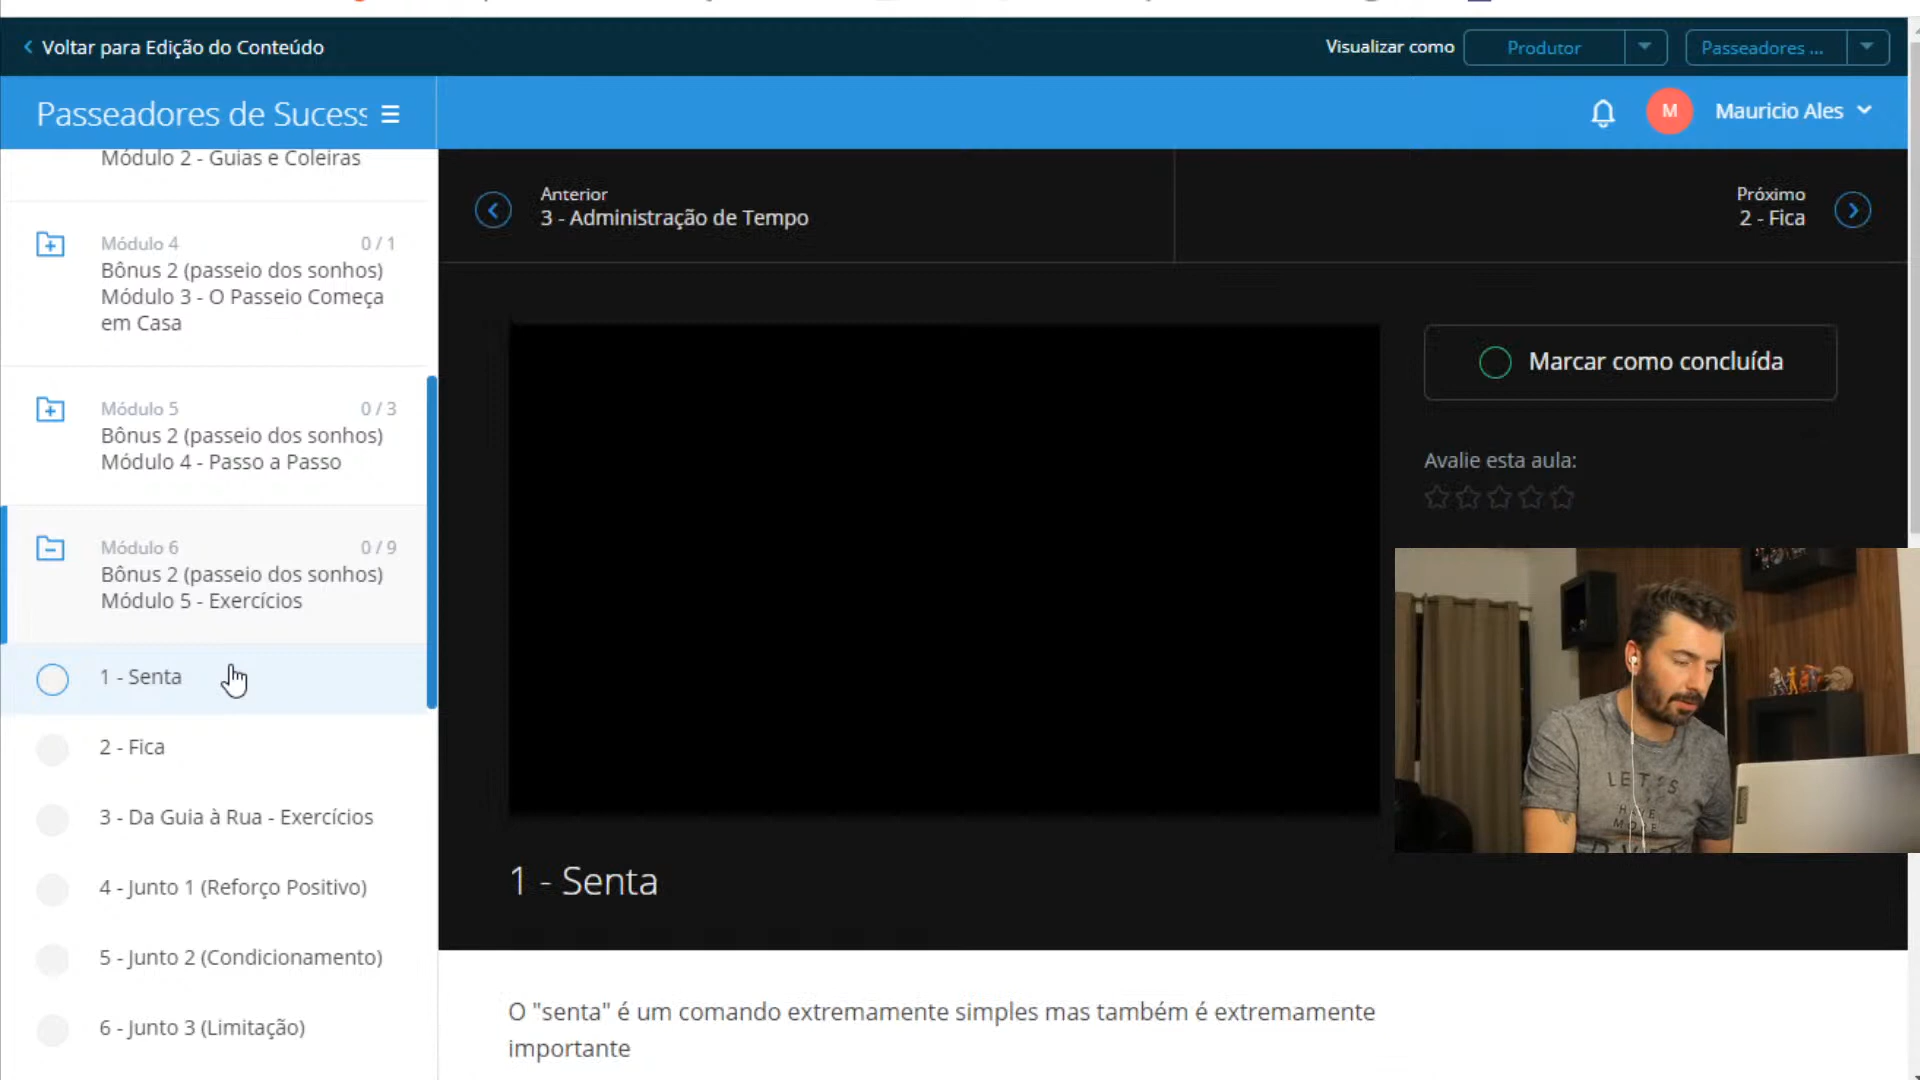 Voltar para Edição do Conteúdo
Visualizar como
Produtor
Passeadores ...
Passeadores de Sucess
M
Mauricio Ales
Módulo 2 - Guias e Coleiras
Módulo 4
0 / 1
Bônus 2 (passeio dos sonhos)
Módulo 3 - O Passeio Começa
em Casa
Módulo 5
0 / 3
Bônus 2 (passeio dos sonhos)
Módulo 4 - Passo a Passo
Módulo 6
0 / 9
Bônus 2 (passeio dos sonhos)
Módulo 5 - Exercícios
1 - Senta
2 - Fica
3 - Da Guia à Rua - Exercícios
4 - Junto 1 (Reforço Positivo)
5 - Junto 2 (Condicionamento)
6 - Junto 3 (Limitação)
Anterior
3 - Administração de Tempo
Próximo
2 - Fica
Marcar como concluída
Avalie esta aula:
LET'S
HAVE
MORE
1 - Senta
O "senta" é um comando extremamente simples mas também é extremamente
importante